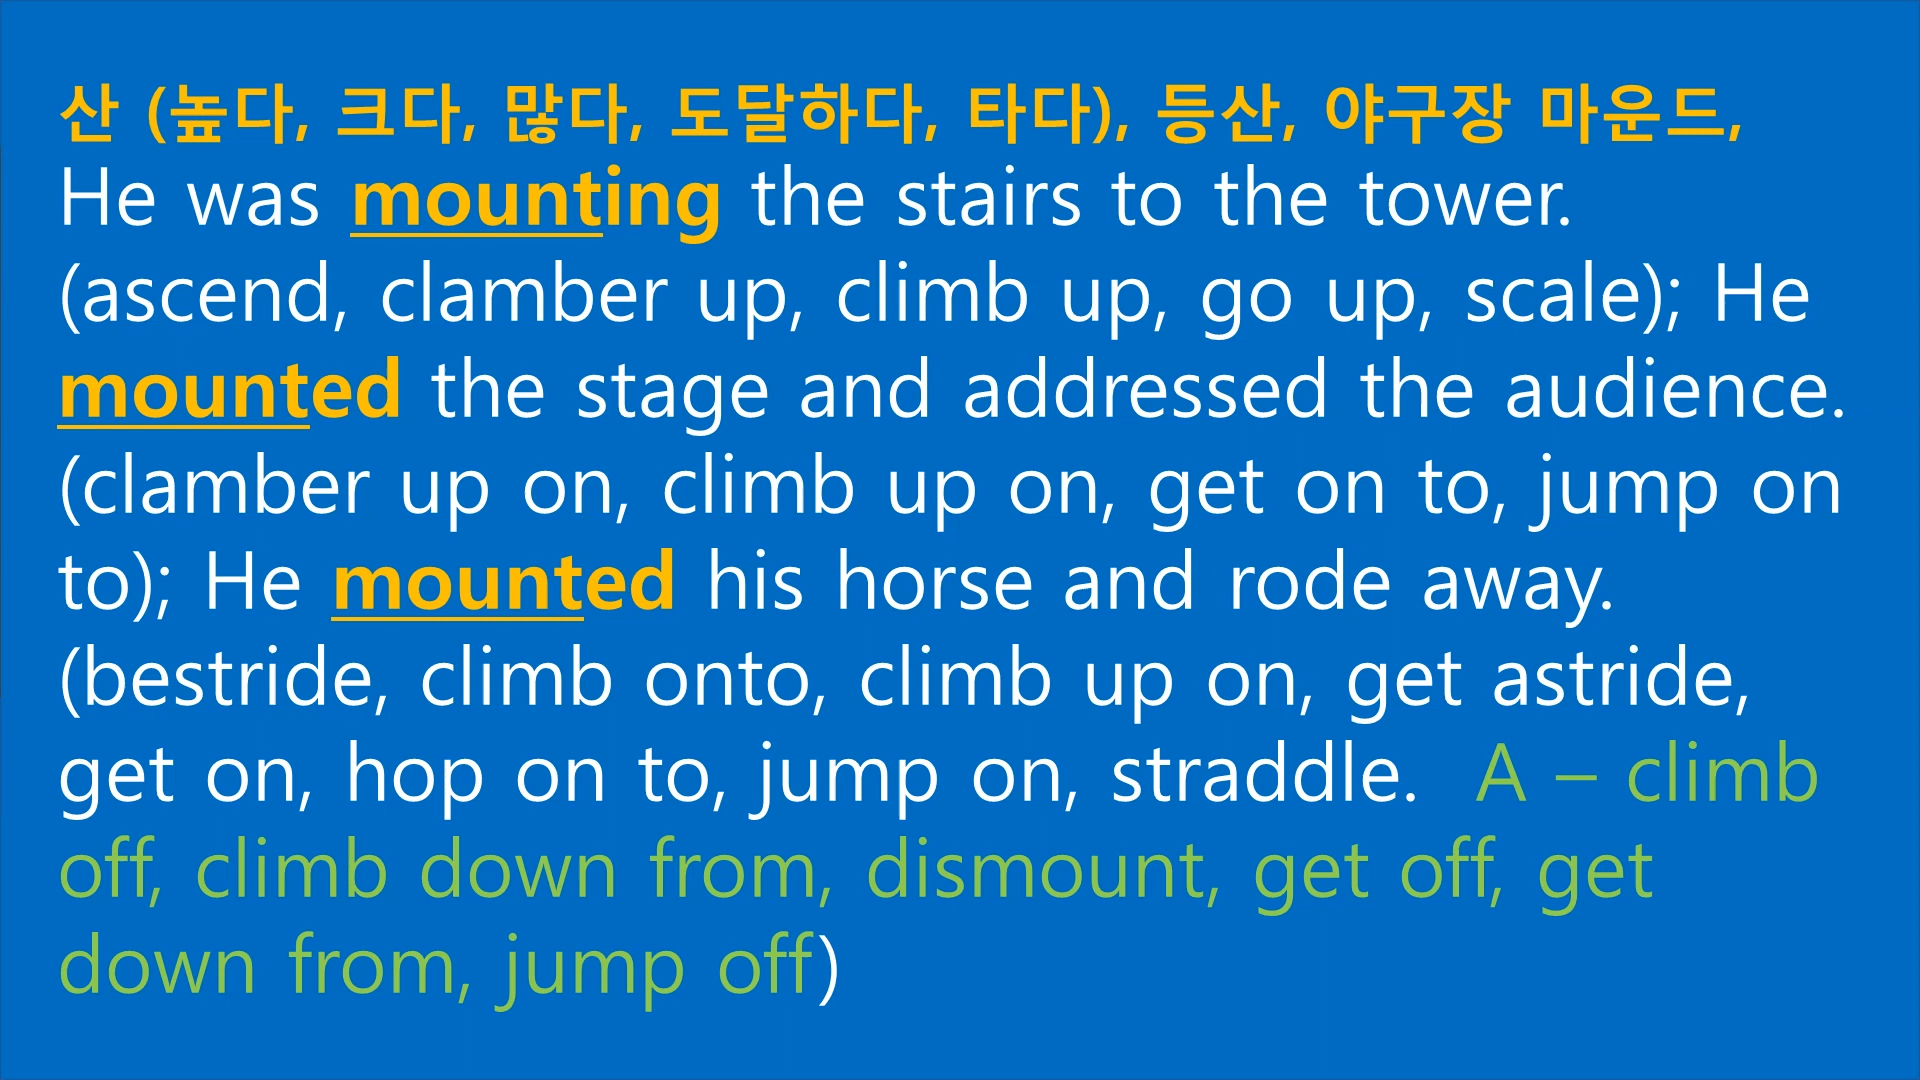 산 (높다, 크다, 많다, 도달하다, 타다), 등산, 야구장 마운드,
He was mounting the stairs to the tower.
(ascend, clamber up, climb up, go up, scale); He
mounted the stage and addressed the audience.
(clamber up on, climb up on, get on to, jump on
to); He mounted his horse and rode away.
(bestride, climb onto, climb up on, get astride,
get on, hop on to, jump on, straddle.  A – climb
off, climb down from, dismount, get off, get
down from, jump off)